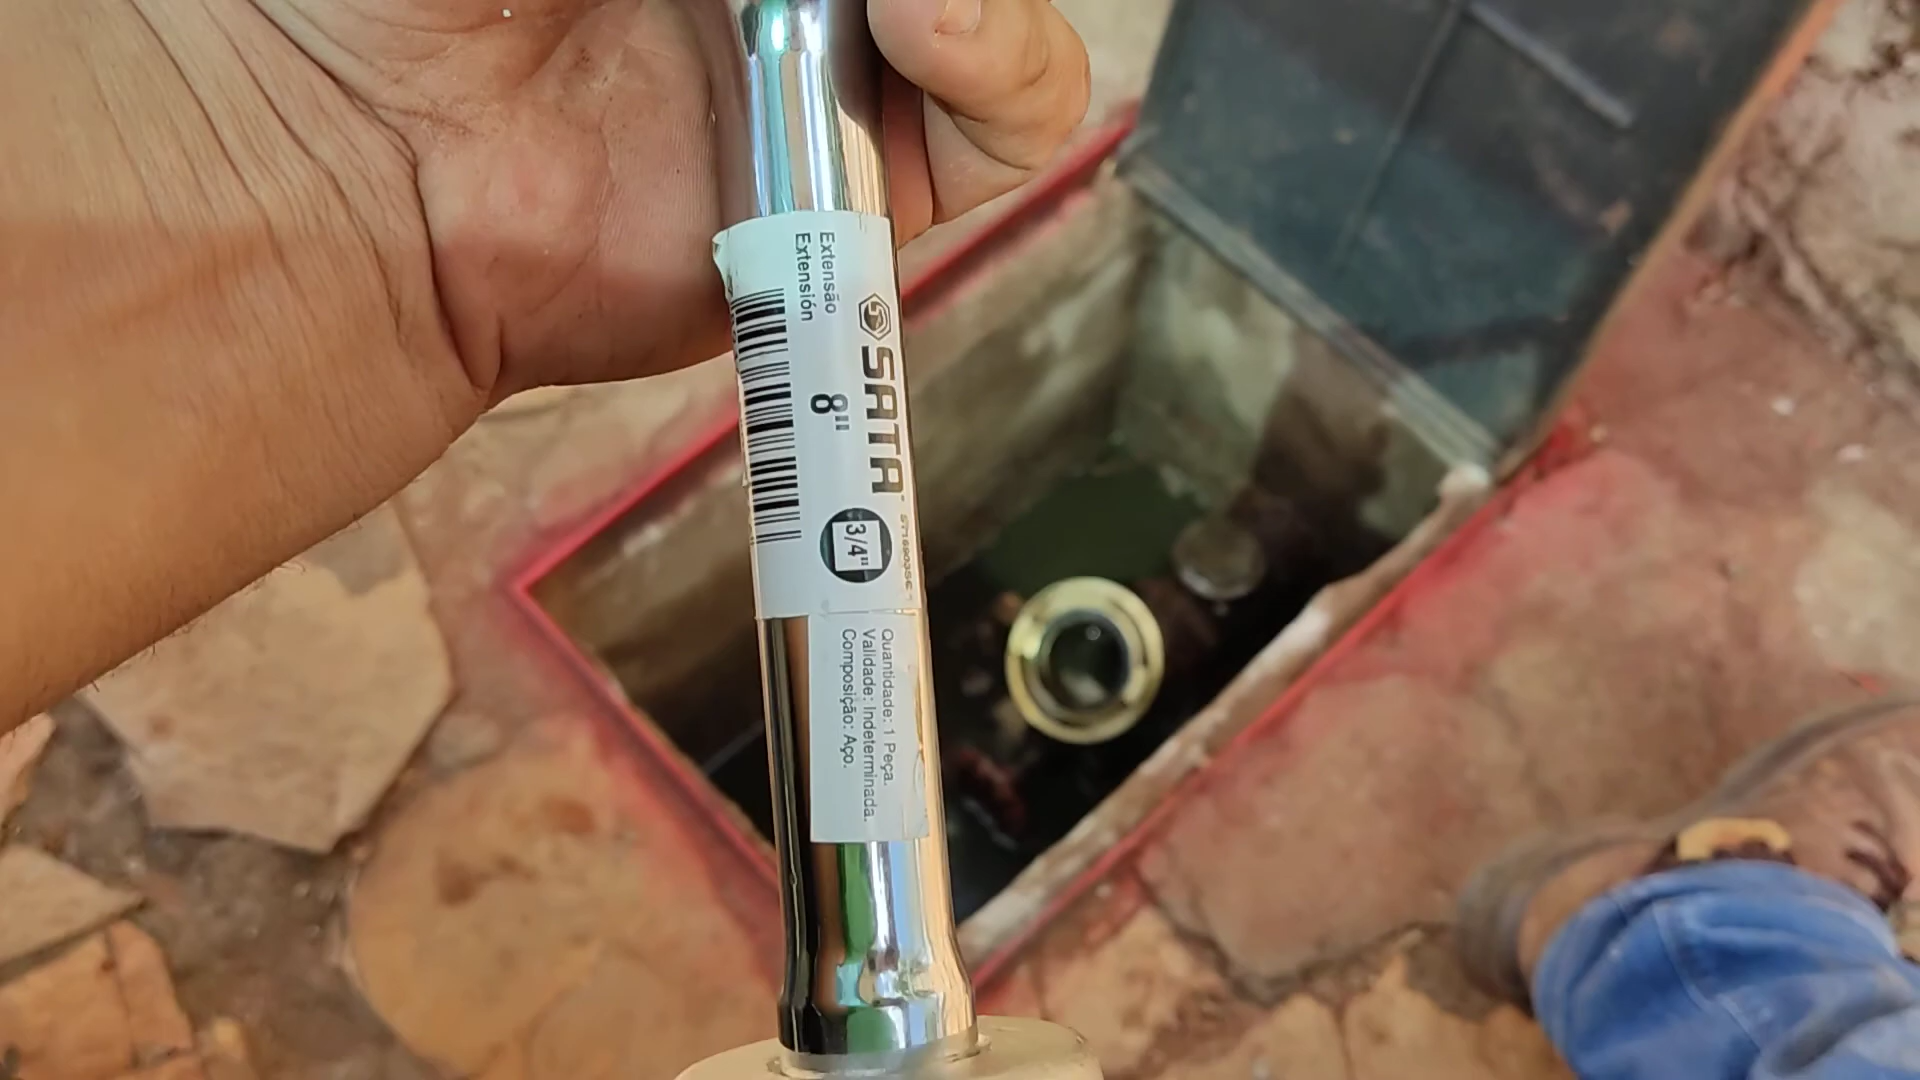 Extensão
Extensión
SATA
8"
3/4"
Quantidade: 1 Peça.
Validade: Indeterminada.
Composição: Aço.